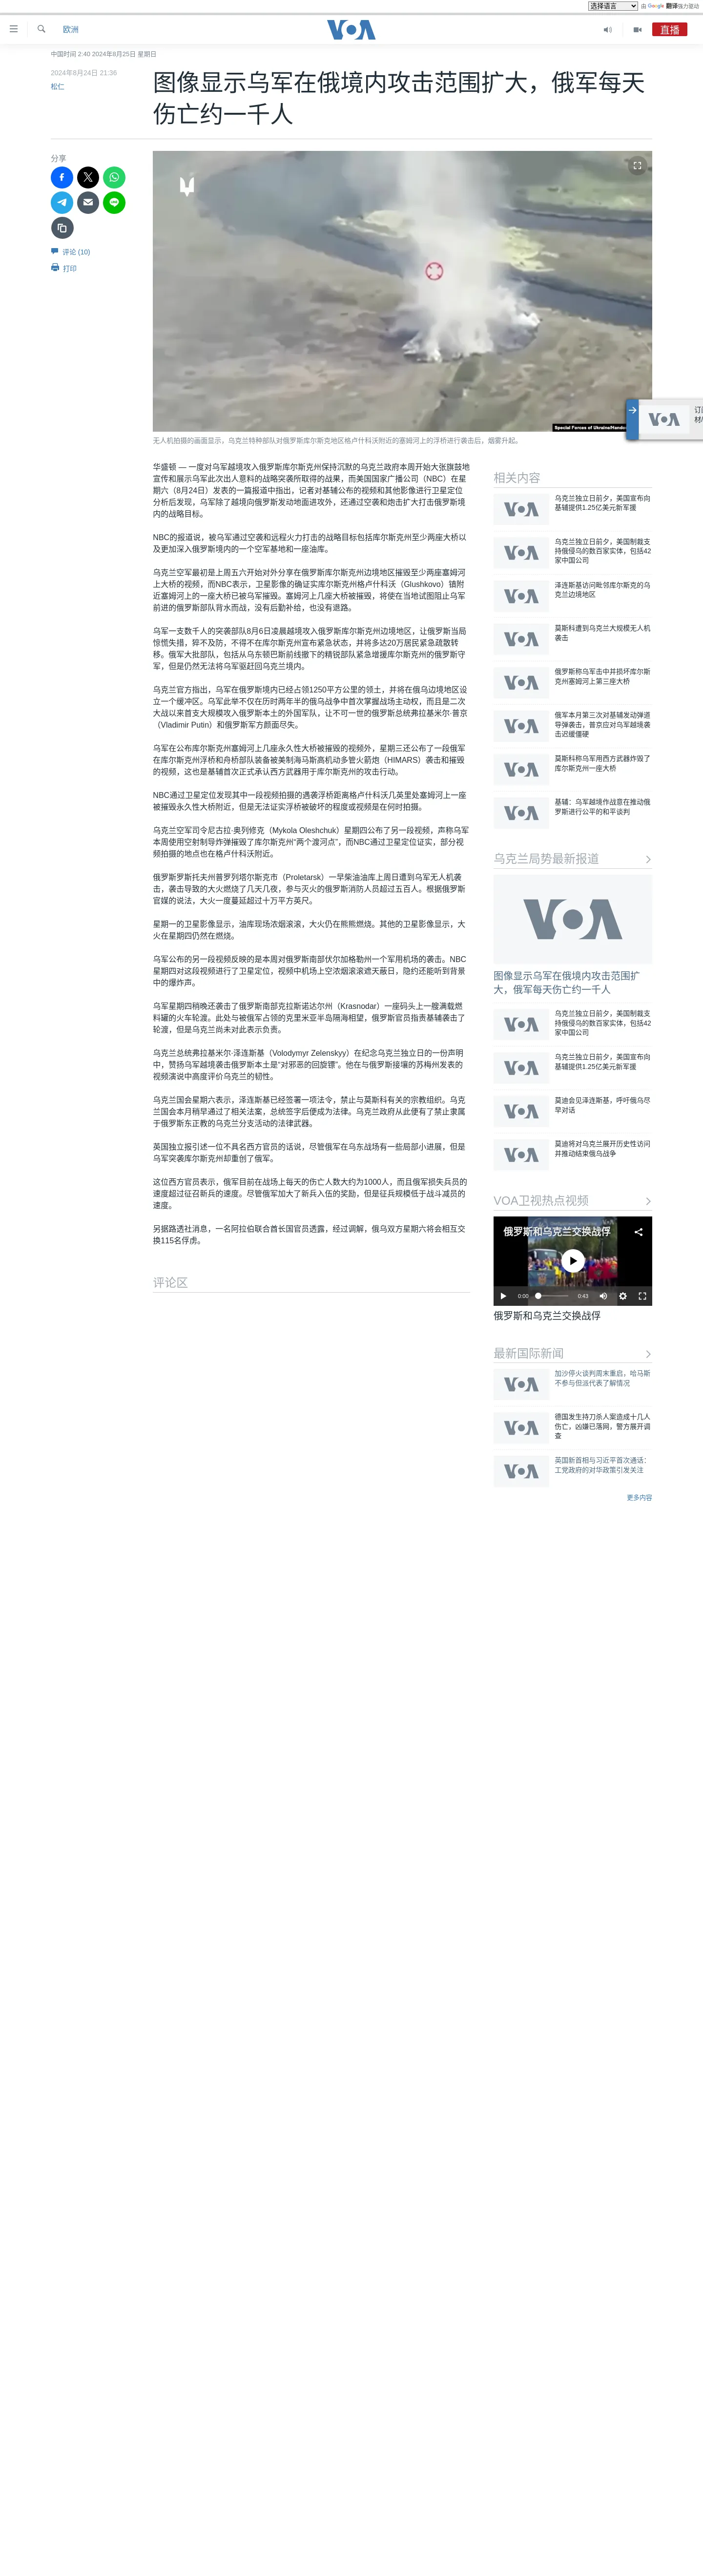 选择语言 由 Google 翻译强力驱动
欧洲
VOA
直播
中国时间 2:40 2024年8月25日 星期日
2024年8月24日 21:36
松仁
图像显示乌军在俄境内攻击范围扩大，俄军每天
伤亡约一千人
分享
评论 (10)
打印
无人机拍摄的画面显示，乌克兰特种部队对俄罗斯库尔斯克地区格卢什科沃附近的塞姆河上的浮桥进行袭击后，烟雾升起。
华盛顿 — 一度对乌军越境攻入俄罗斯库尔斯克州保持沉默的乌克兰政府本周开始大张旗鼓地
宣传和展示乌军此次出人意料的战略突袭所取得的战果，而美国国家广播公司（NBC）在星
期六（8月24日）发表的一篇报道中指出，记者对基辅公布的视频和其他影像进行卫星定位
分析后发现，乌军除了越境向俄罗斯发动地面进攻外，还通过空袭和炮击扩大打击俄罗斯境
内的战略目标。
NBC的报道说，被乌军通过空袭和远程火力打击的战略目标包括库尔斯克州至少两座大桥以
及更加深入俄罗斯境内的一个空军基地和一座油库。
乌克兰空军最初是上周五六开始对外分享在俄罗斯库尔斯克州边境地区摧毁至少两座塞姆河
上大桥的视频，而NBC表示，卫星影像的确证实库尔斯克州格卢什科沃（Glushkovo）镇附
近塞姆河上的一座大桥已被乌军摧毁。塞姆河上几座大桥被摧毁，将使在当地试图阻止乌军
前进的俄罗斯部队背水而战，没有后勤补给，也没有退路。
乌军一支数千人的突袭部队8月6日凌晨越境攻入俄罗斯库尔斯克州边境地区，让俄罗斯当局
惊慌失措，猝不及防，不得不在库尔斯克州宣布紧急状态，并将多达20万居民紧急疏散转
移。俄军大批部队，包括从乌东顿巴斯前线撤下的精锐部队紧急增援库尔斯克州的俄罗斯守
军，但是仍然无法将乌军驱赶回乌克兰境内。
乌克兰官方指出，乌军在俄罗斯境内已经占领1250平方公里的领土，并将在俄乌边境地区设
立一个缓冲区。乌军此举不仅在历时两年半的俄乌战争中首次掌握战场主动权，而且是二次
大战以来首支大规模攻入俄罗斯本土的外国军队，让不可一世的俄罗斯总统弗拉基米尔·普京
（Vladimir Putin）和俄罗斯军方颜面尽失。
乌军在公布库尔斯克州塞姆河上几座永久性大桥被摧毁的视频外，星期三还公布了一段俄军
在库尔斯克州浮桥和舟桥部队装备被美制海马斯高机动多管火箭炮（HIMARS）袭击和摧毁
的视频，这也是基辅首次正式承认西方武器用于库尔斯克州的攻击行动。
NBC通过卫星定位发现其中一段视频拍摄的遇袭浮桥距离格卢什科沃几英里处塞姆河上一座
被摧毁永久性大桥附近，但是无法证实浮桥被破坏的程度或视频是在何时拍摄。
乌克兰空军司令尼古拉·奥列修克（Mykola Oleshchuk）星期四公布了另一段视频，声称乌军
本周使用空射制导炸弹摧毁了库尔斯克州“两个渡河点”，而NBC通过卫星定位证实，部分视
频拍摄的地点也在格卢什科沃附近。
俄罗斯罗斯托夫州普罗列塔尔斯克市（Proletarsk）一早柴油油库上周日遭到乌军无人机袭
击，袭击导致的大火燃烧了几天几夜，参与灭火的俄罗斯消防人员超过五百人。根据俄罗斯
官媒的说法，大火一度蔓延超过十万平方英尺。
星期一的卫星影像显示，油库现场浓烟滚滚，大火仍在熊熊燃烧。其他的卫星影像显示，大
火在星期四仍然在燃烧。
乌军公布的另一段视频反映的是本周对俄罗斯南部伏尔加格勒州一个军用机场的袭击。NBC
星期四对这段视频进行了卫星定位，视频中机场上空浓烟滚滚遮天蔽日，隐约还能听到背景
中的爆炸声。
乌军星期四稍晚还袭击了俄罗斯南部克拉斯诺达尔州（Krasnodar）一座码头上一艘满载燃
料罐的火车轮渡。此处与被俄军占领的克里米亚半岛隔海相望，俄罗斯官员指责基辅袭击了
轮渡，但是乌克兰尚未对此表示负责。
乌克兰总统弗拉基米尔·泽连斯基（Volodymyr Zelenskyy）在纪念乌克兰独立日的一份声明
中，赞扬乌军越境袭击俄罗斯本土是“对邪恶的回旋镖”。他在与俄罗斯接壤的苏梅州发表的
视频演说中高度评价乌克兰的韧性。
乌克兰国会星期六表示，泽连斯基已经签署一项法令，禁止与莫斯科有关的宗教组织。乌克
兰国会本月稍早通过了相关法案，总统签字后便成为法律。乌克兰政府从此便有了禁止隶属
于俄罗斯东正教的乌克兰分支活动的法律武器。
英国独立报引述一位不具名西方官员的话说，尽管俄军在乌东战场有一些局部小进展，但是
乌军突袭库尔斯克州却重创了俄军。
这位西方官员表示，俄军目前在战场上每天的伤亡人数大约为1000人，而且俄军损失兵员的
速度超过征召新兵的速度。尽管俄军加大了新兵入伍的奖励，但是征兵规模低于战斗减员的
速度。
另据路透社消息，一名阿拉伯联合酋长国官员透露，经过调解，俄乌双方星期六将会相互交
换115名俘虏。
评论区
相关内容
乌克兰独立日前夕，美国宣布向
基辅提供1.25亿美元新军援
乌克兰独立日前夕，美国制裁支
持俄侵乌的数百家实体，包括42
家中国公司
泽连斯基访问毗邻库尔斯克的乌
克兰边境地区
莫斯科遭到乌克兰大规模无人机
袭击
俄罗斯称乌军击中并损坏库尔斯
克州塞姆河上第三座大桥
俄军本月第三次对基辅发动弹道
导弹袭击，普京应对乌军越境袭
击迟缓僵硬
莫斯科称乌军用西方武器炸毁了
库尔斯克州一座大桥
基辅：乌军越境作战意在推动俄
罗斯进行公平的和平谈判
乌克兰局势最新报道
图像显示乌军在俄境内攻击范围扩
大，俄军每天伤亡约一千人
乌克兰独立日前夕，美国制裁支
持俄侵乌的数百家实体，包括42
家中国公司
乌克兰独立日前夕，美国宣布向
基辅提供1.25亿美元新军援
莫迪会见泽连斯基，呼吁俄乌尽
早对话
莫迪将对乌克兰展开历史性访问
并推动结束俄乌战争
VOA卫视热点视频
俄罗斯和乌克兰交换战俘
0:00 0:43
俄罗斯和乌克兰交换战俘
最新国际新闻
加沙停火谈判周末重启，哈马斯
不参与但派代表了解情况
德国发生持刀杀人案造成十几人
伤亡，凶嫌已落网，警方展开调
查
英国新首相与习近平首次通话：
工党政府的对华政策引发关注
更多内容